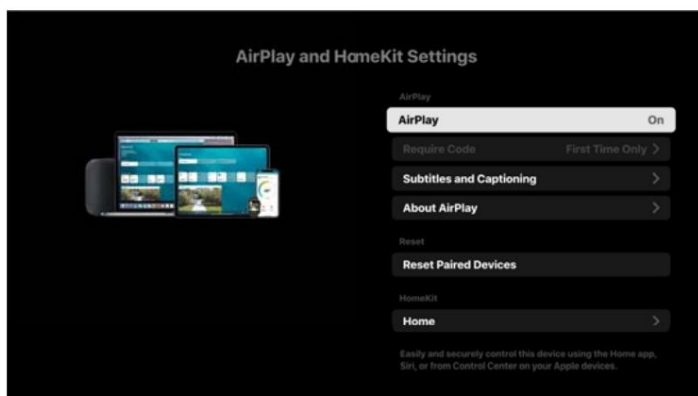 AirPlay and HomeKit Settings
AirPlay
AirPlay On
Require Code First Time Only >
Subtitles and Captioning >
About AirPlay >
Reset
Reset Paired Devices
HomeKit
Home >
Easily and securely control this device using the Home app,
Siri, or from Control Center on your Apple devices.